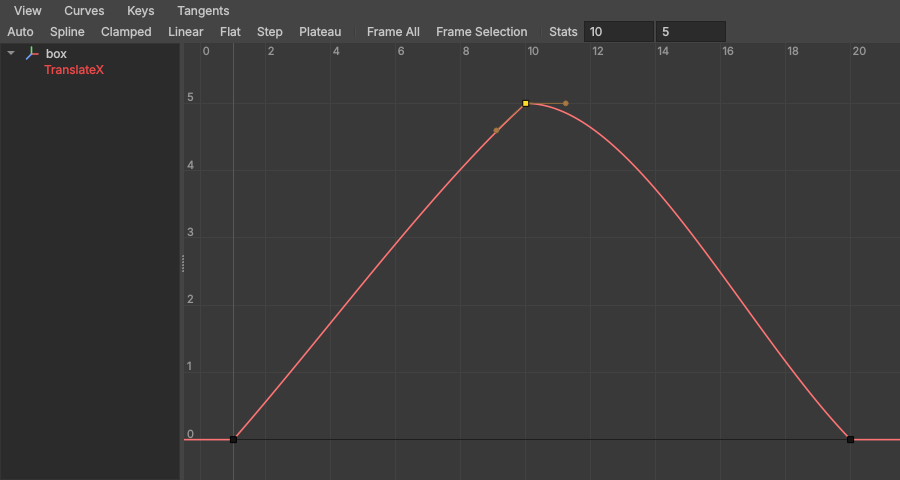 View Curves Keys Tangents
Auto Spline Clamped Linear Flat Step Plateau Frame All Frame Selection Stats 10 5
box
TranslateX
0 2 4 6 8 10 12 14 16 18 20
5
4
3
2
1
0